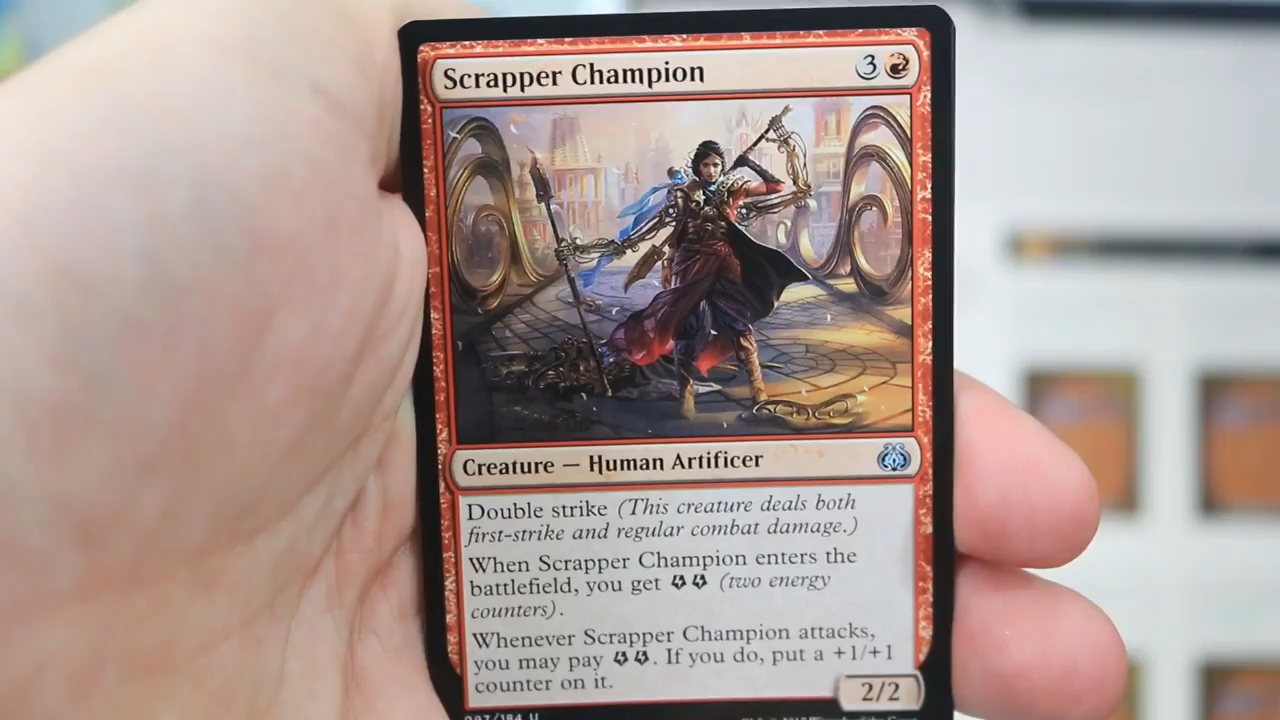 Scrapper Champion 3
Creature — Human Artificer
Double strike (This creature deals both
first-strike and regular combat damage.)
When Scrapper Champion enters the
battlefield, you get (two energy
counters).
Whenever Scrapper Champion attacks,
you may pay . If you do, put a +1/+1
counter on it.
2/2